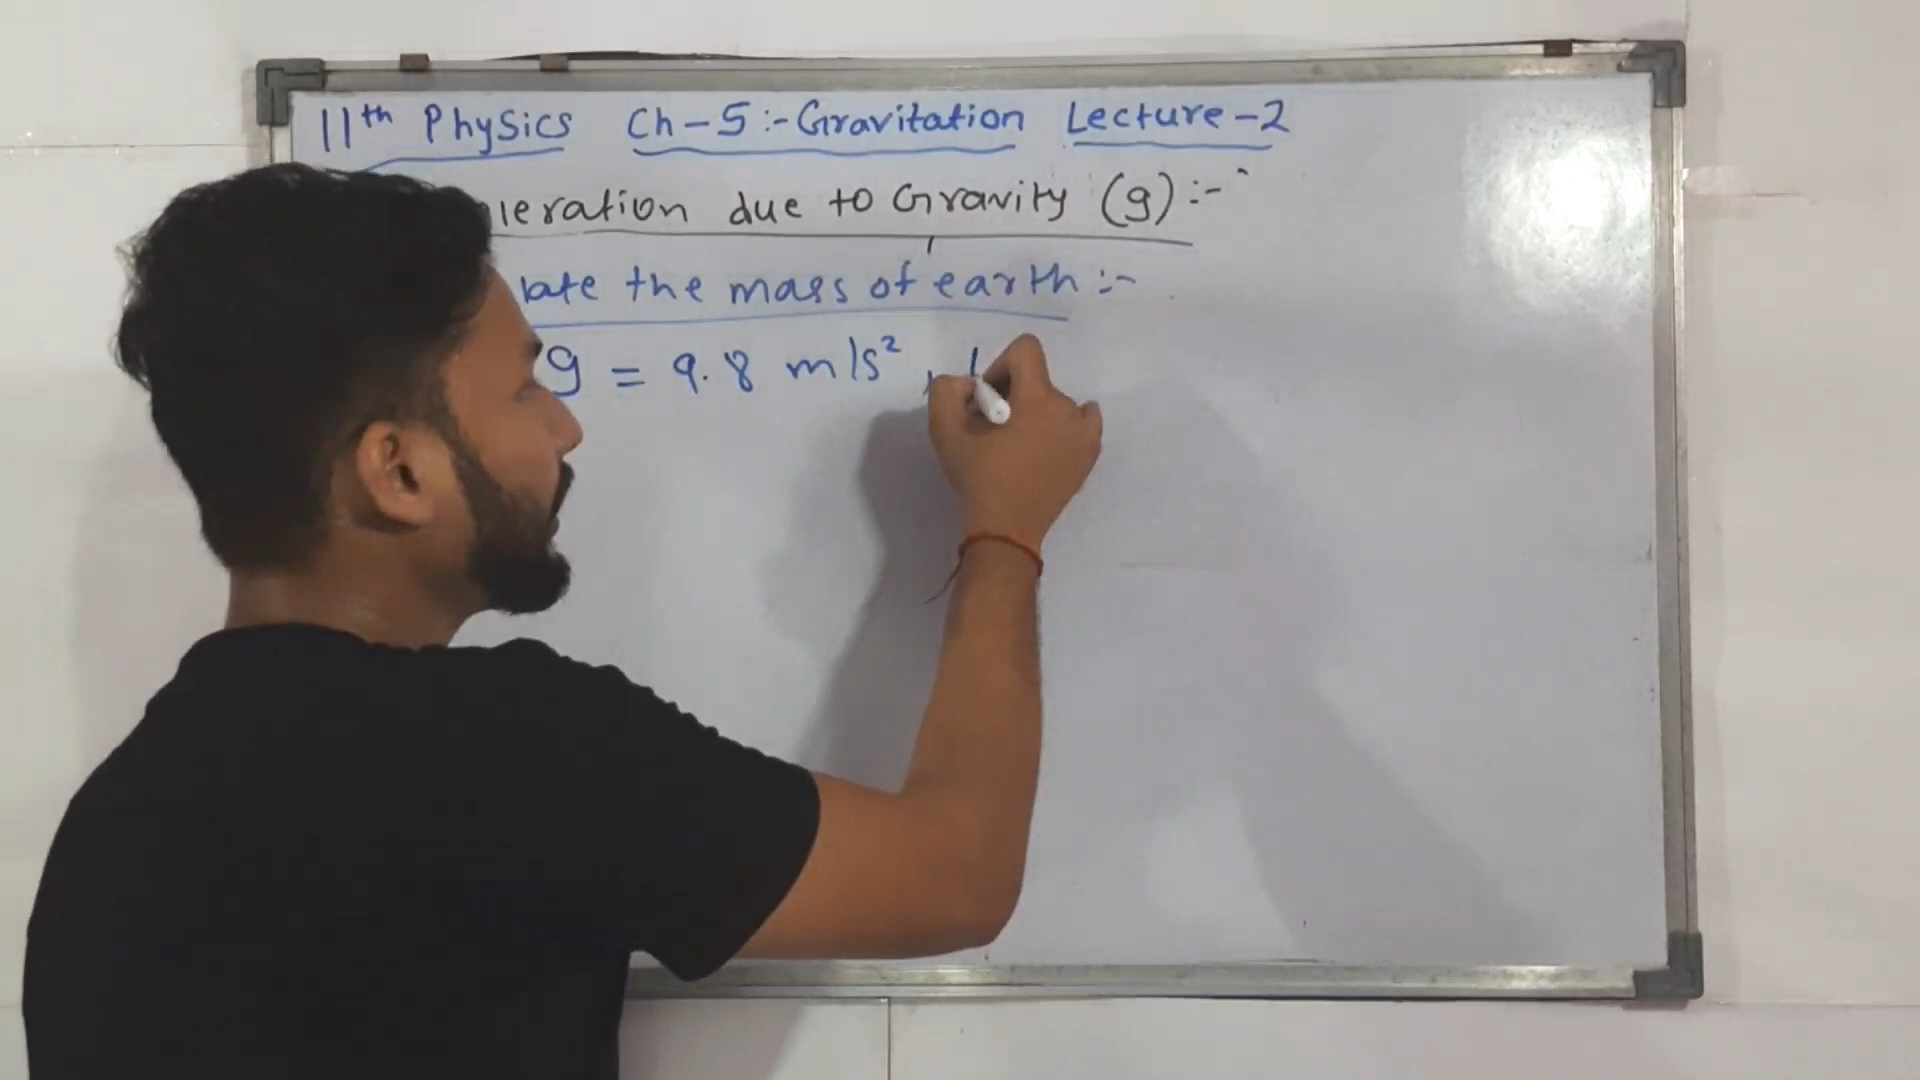 11th Physics Ch-5:- Gravitation Lecture-2
leration due to Gravity (g):-
late the mass of earth:-
g = 9.8 m/s²,